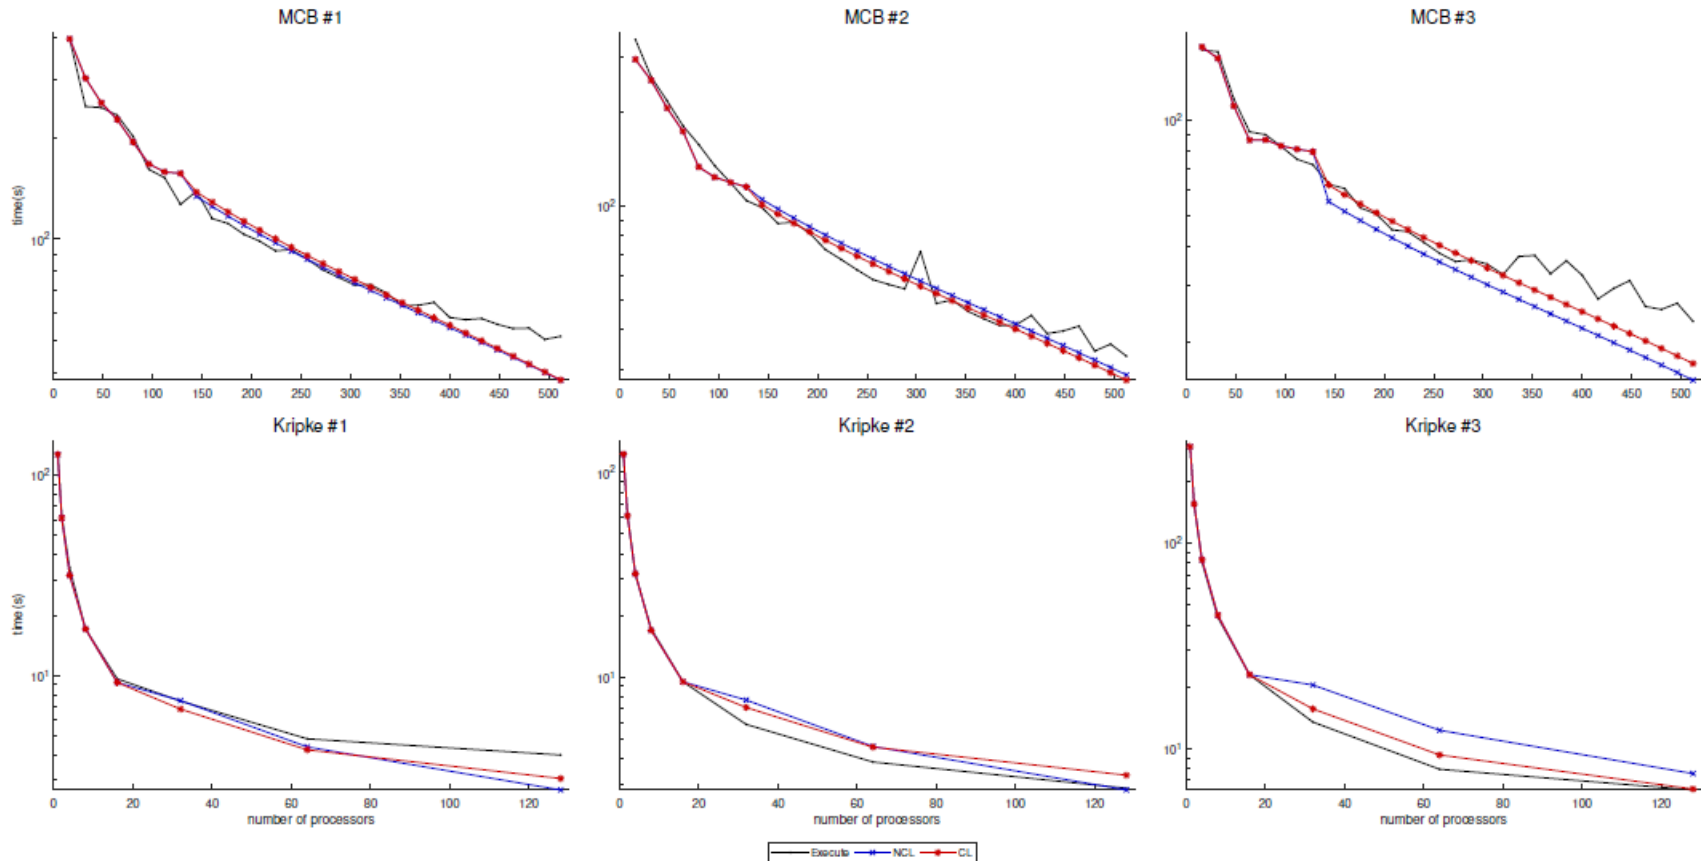 MCB #1
MCB #2
MCB #3
time(s)
10²
0 50 100 150 200 250 300 350 400 450 500
10²
0 50 100 150 200 250 300 350 400 450 500
10²
0 50 100 150 200 250 300 350 400 450 500
Kripke #1
Kripke #2
Kripke #3
time(s)
10²
10¹
0 20 40 60 80 100 120
number of processors
10²
10¹
0 20 40 60 80 100 120
number of processors
10²
10¹
0 20 40 60 80 100 120
number of processors
Execute NCL CL